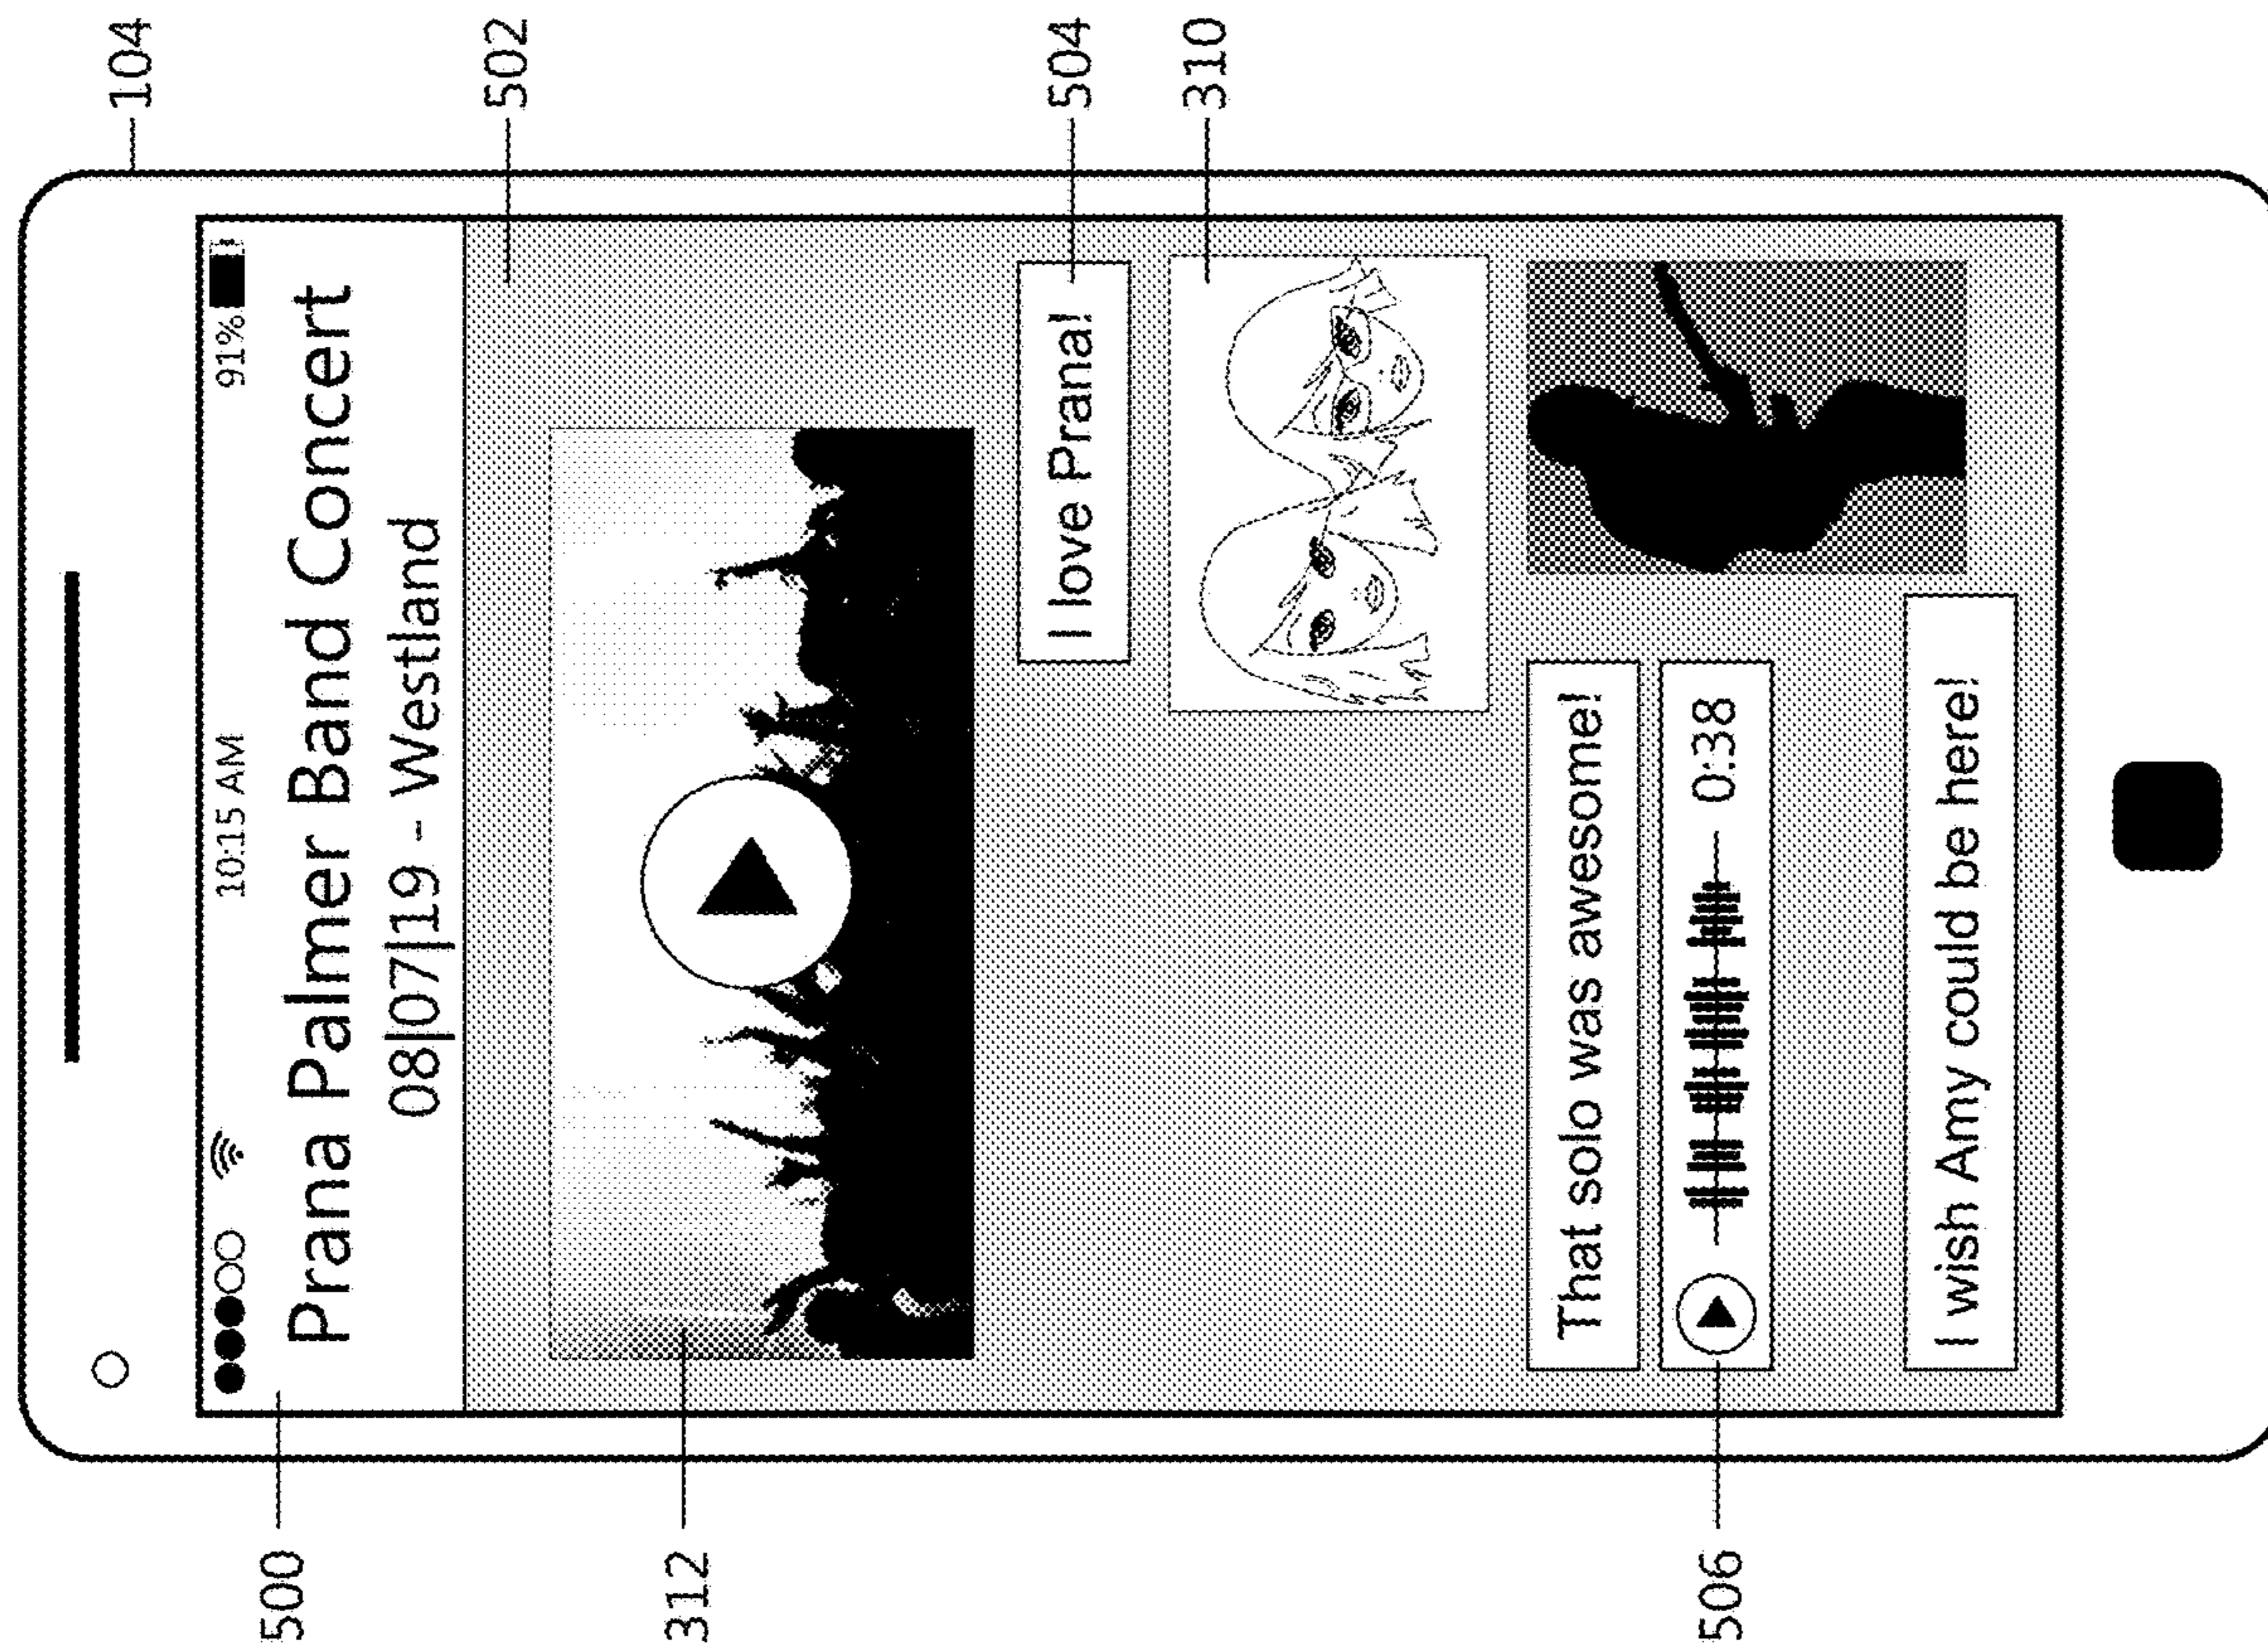 104
10:15 AM 91%
500
Prana Palmer Band Concert
08|07|19 - Westland
502
312
I love Prana!
504
310
That solo was awesome!
0:38
506
I wish Amy could be here!